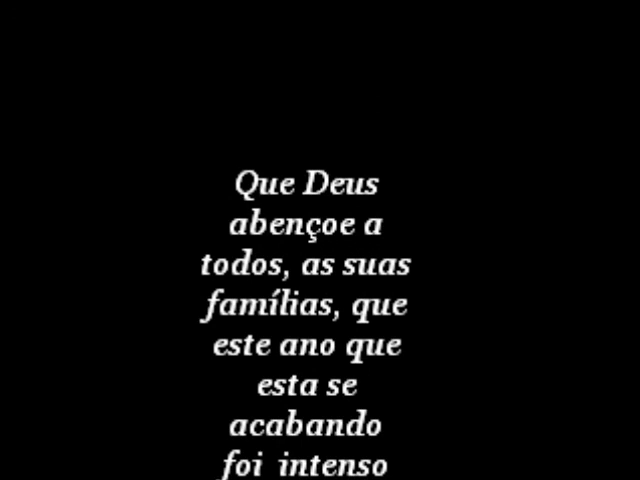 Que Deus
abençoe a
todos, as suas
famílias, que
este ano que
esta se
acabando
foi intenso